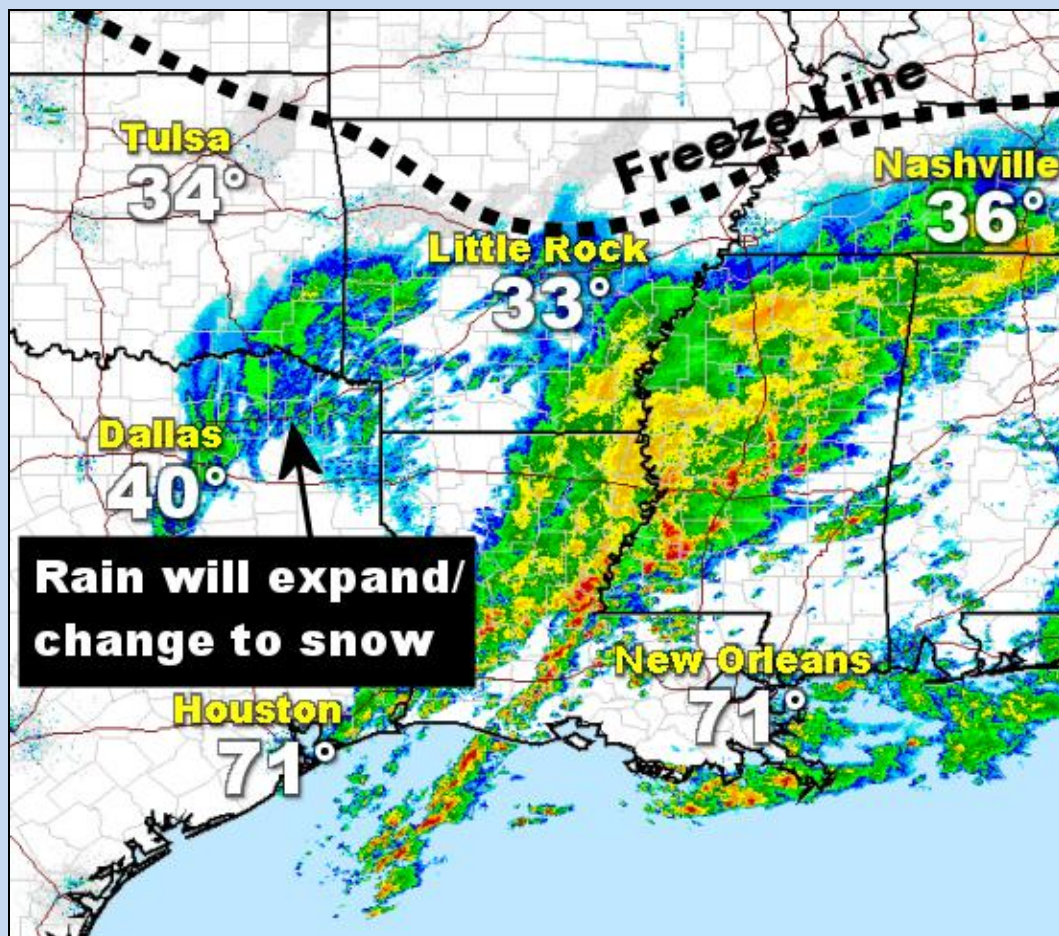 Freeze Line
Tulsa
34°
Nashville
36°
Little Rock
33°
Dallas
40°
Rain will expand/
change to snow
New Orleans
71°
Houston
71°